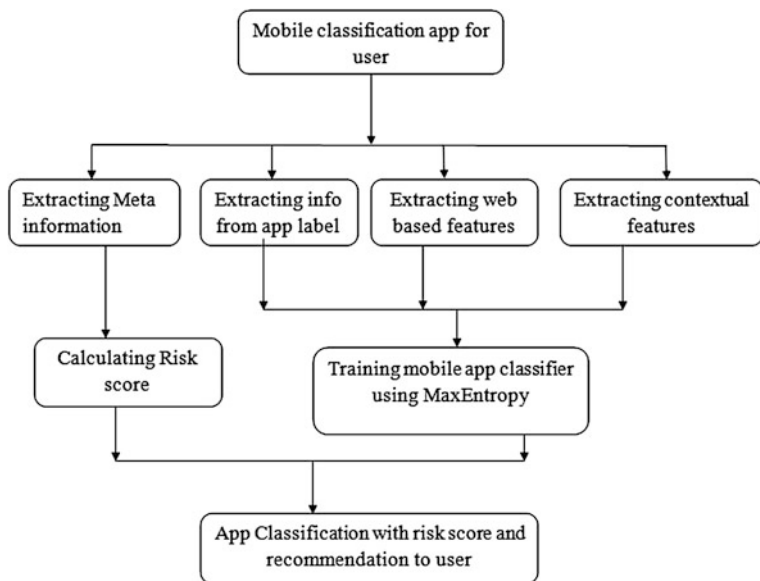 Mobile classification app for
user
Extracting Meta
information
Extracting info
from app label
Extracting web
based features
Extracting contextual
features
Calculating Risk
score
Training mobile app classifier
using MaxEntropy
App Classification with risk score and
recommendation to user